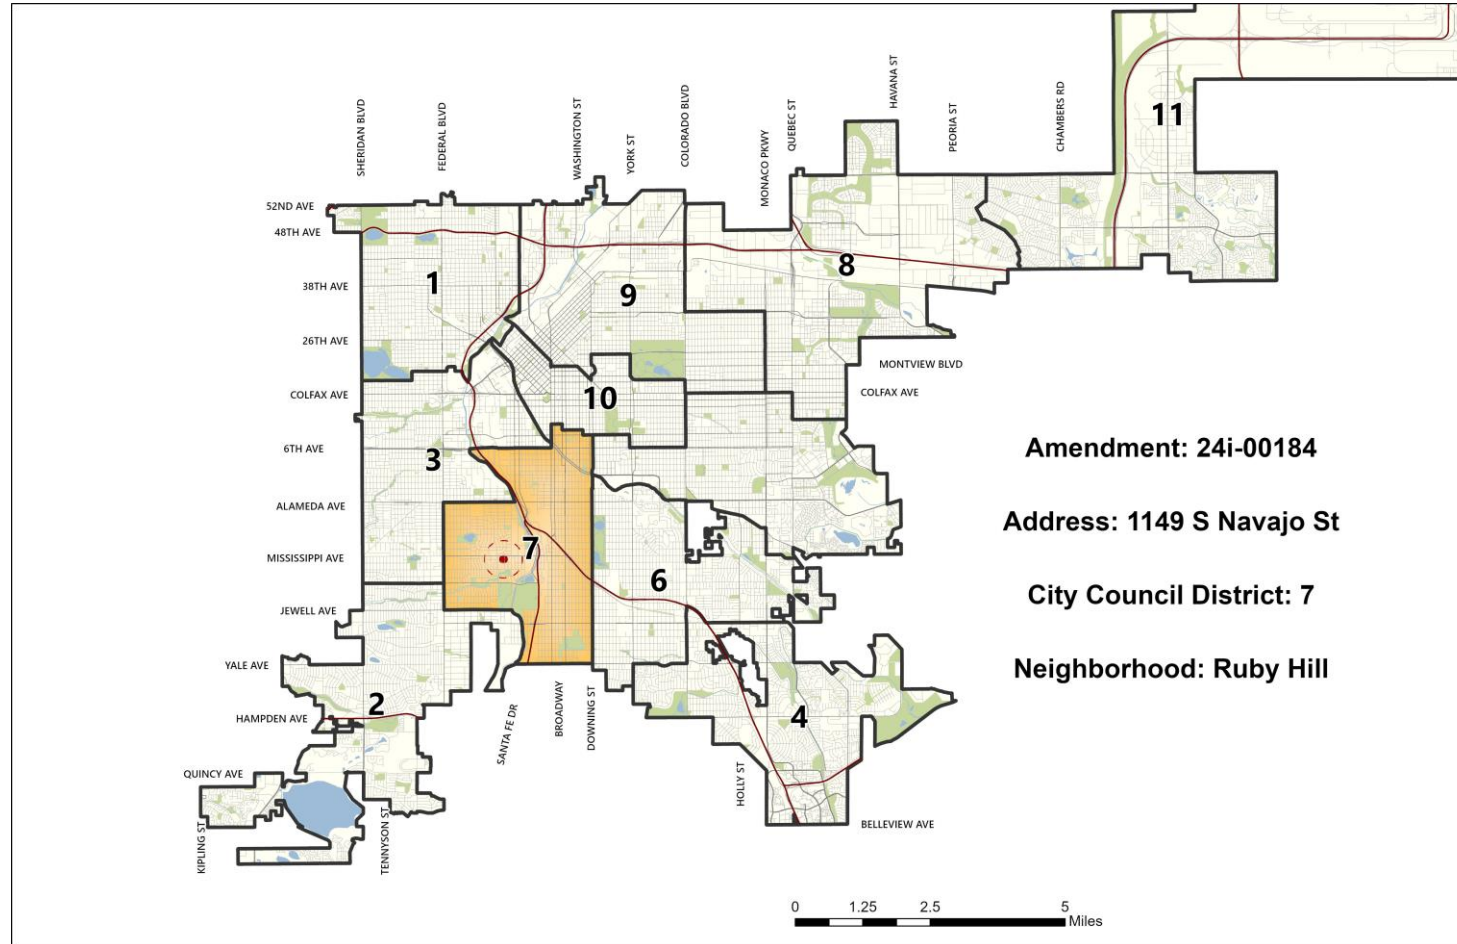 SHERIDAN BLVD
FEDERAL BLVD
WASHINGTON ST
YORK ST
COLORADO BLVD
MONACO PKWY
QUEBEC ST
HAVANA ST
PEORIA ST
CHAMBERS RD
11
52ND AVE
48TH AVE
8
1
9
38TH AVE
26TH AVE
MONTVIEW BLVD
COLFAX AVE
10
COLFAX AVE
6TH AVE
3
Amendment: 24i-00184
ALAMEDA AVE
Address: 1149 S Navajo St
7
MISSISSIPPI AVE
6
City Council District: 7
JEWELL AVE
YALE AVE
Neighborhood: Ruby Hill
2
HAMPDEN AVE
4
SANTA FE DR
BROADWAY
DOWNING ST
QUINCY AVE
HOLLY ST
KIPLING ST
TENNYSON ST
BELLEVIEW AVE
0 1.25 2.5 5
Miles